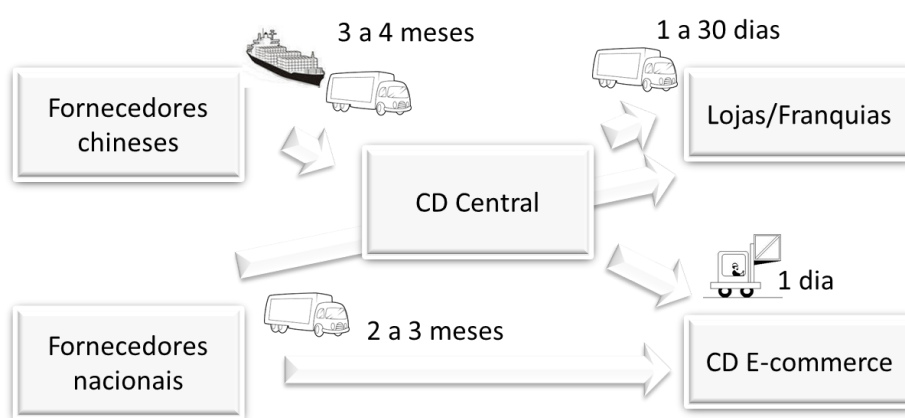 3 a 4 meses
1 a 30 dias
Fornecedores
chineses
Lojas/Franquias
CD Central
1 dia
2 a 3 meses
Fornecedores
nacionais
CD E-commerce